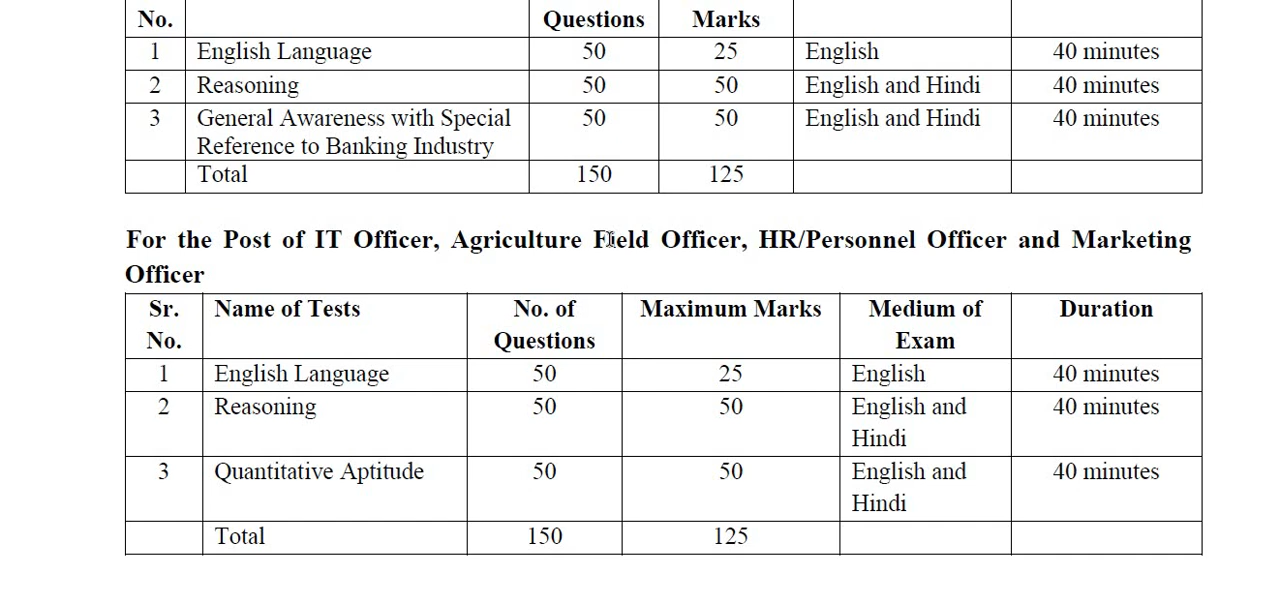 No. Questions Marks
1 English Language 50 25 English 40 minutes
2 Reasoning 50 50 English and Hindi 40 minutes
3 General Awareness with Special 50 50 English and Hindi 40 minutes
Reference to Banking Industry
Total 150 125
For the Post of IT Officer, Agriculture Field Officer, HR/Personnel Officer and Marketing
Officer
Sr. Name of Tests No. of Maximum Marks Medium of Duration
No. Questions Exam
1 English Language 50 25 English 40 minutes
2 Reasoning 50 50 English and 40 minutes
Hindi
3 Quantitative Aptitude 50 50 English and 40 minutes
Hindi
Total 150 125